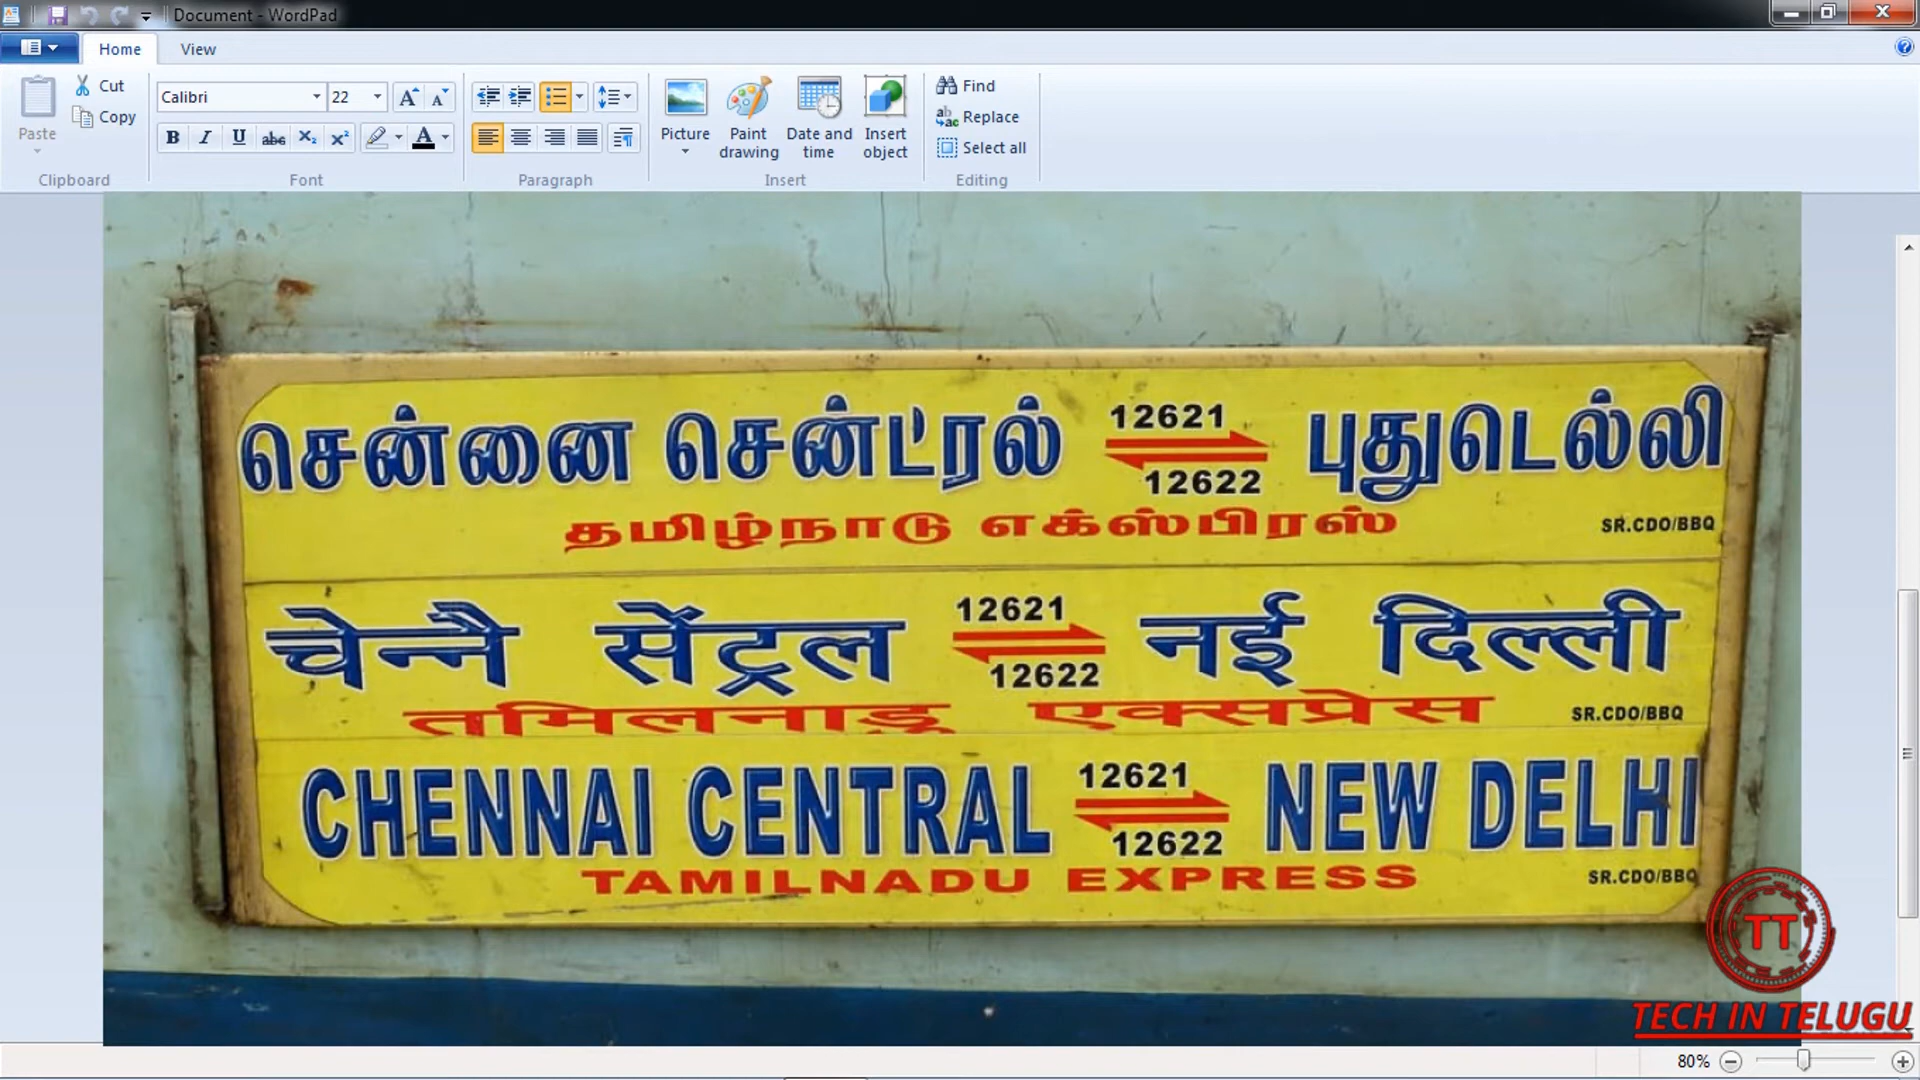 Document - WordPad
Home View
Paste
Cut
Copy
Clipboard
Calibri 22
B I U abc X₂ X² A
Font
Paragraph
Picture
Paint drawing
Date and time
Insert object
Insert
Find
Replace
Select all
Editing
சென்னை சென்ட்ரல் 12621 12622 புதுடெல்லி
தமிழ்நாடு எக்ஸ்பிரஸ் SR.CDO/BBQ
चेन्नै सेंट्रल 12621 12622 नई दिल्ली
तमिलनाडू एक्सप्रेस SR.CDO/BBQ
CHENNAI CENTRAL 12621 12622 NEW DELHI
TAMILNADU EXPRESS SR.CDO/BBQ
TT
TECH IN TELUGU
80%